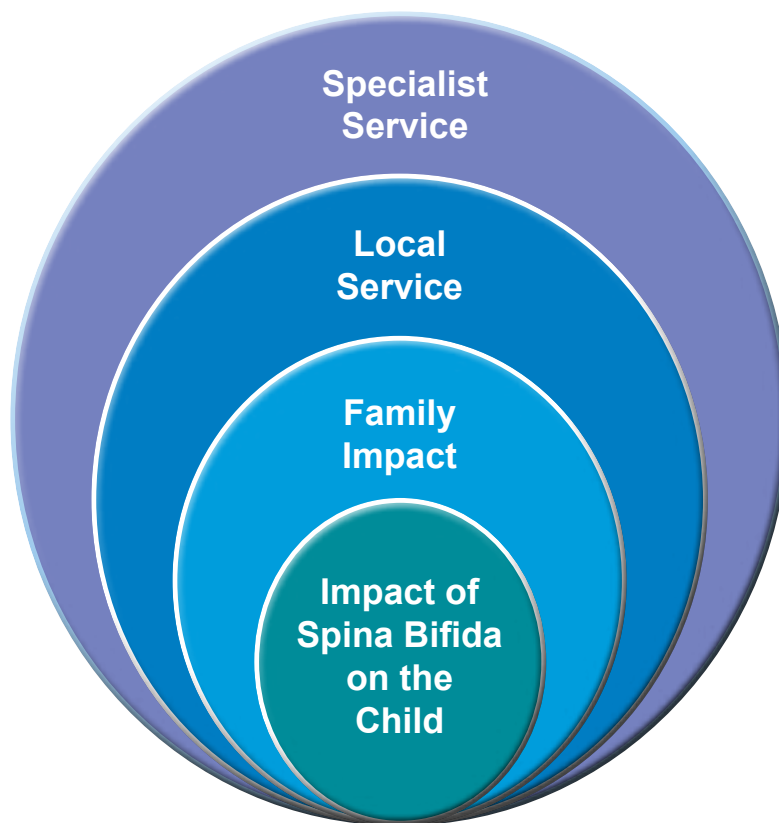 Specialist
Service
Local
Service
Family
Impact
Impact of
Spina Bifida
on the
Child